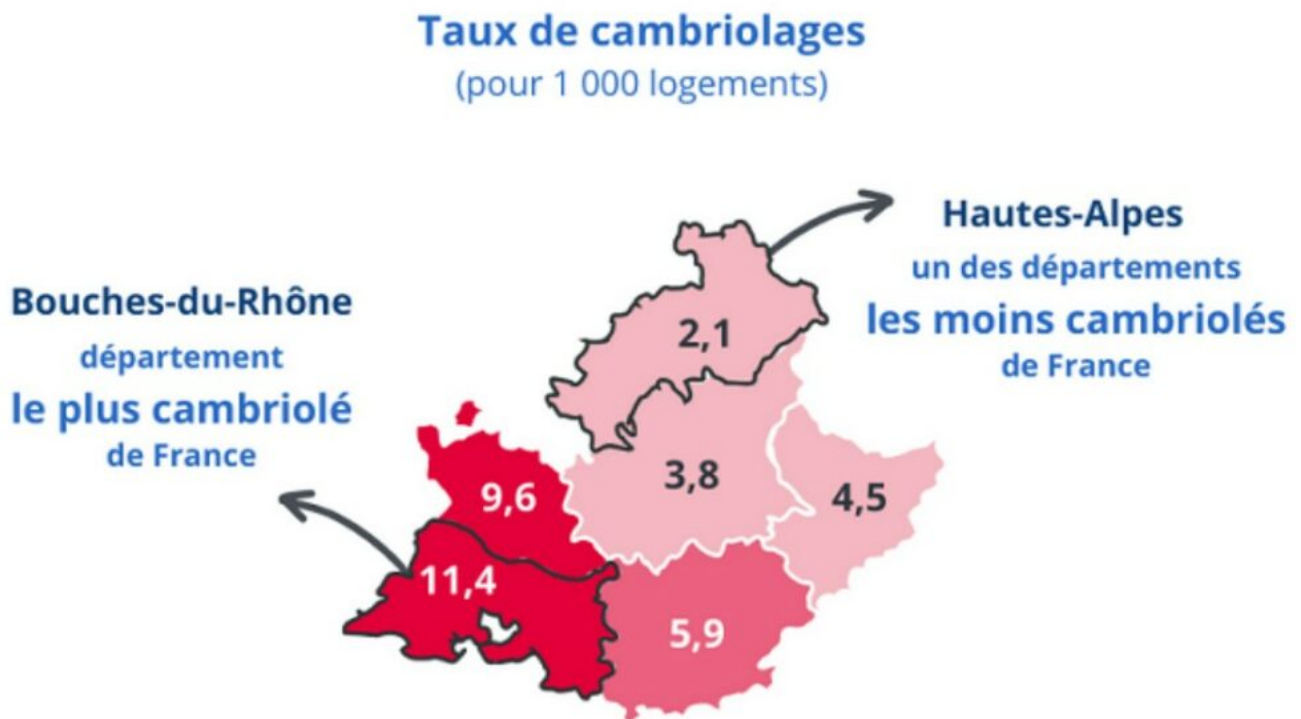 Taux de cambriolages
(pour 1 000 logements)
Hautes-Alpes
un des départements
les moins cambriolés
de France
Bouches-du-Rhône
département
le plus cambriolé
de France
2,1
3,8
4,5
9,6
11,4
5,9